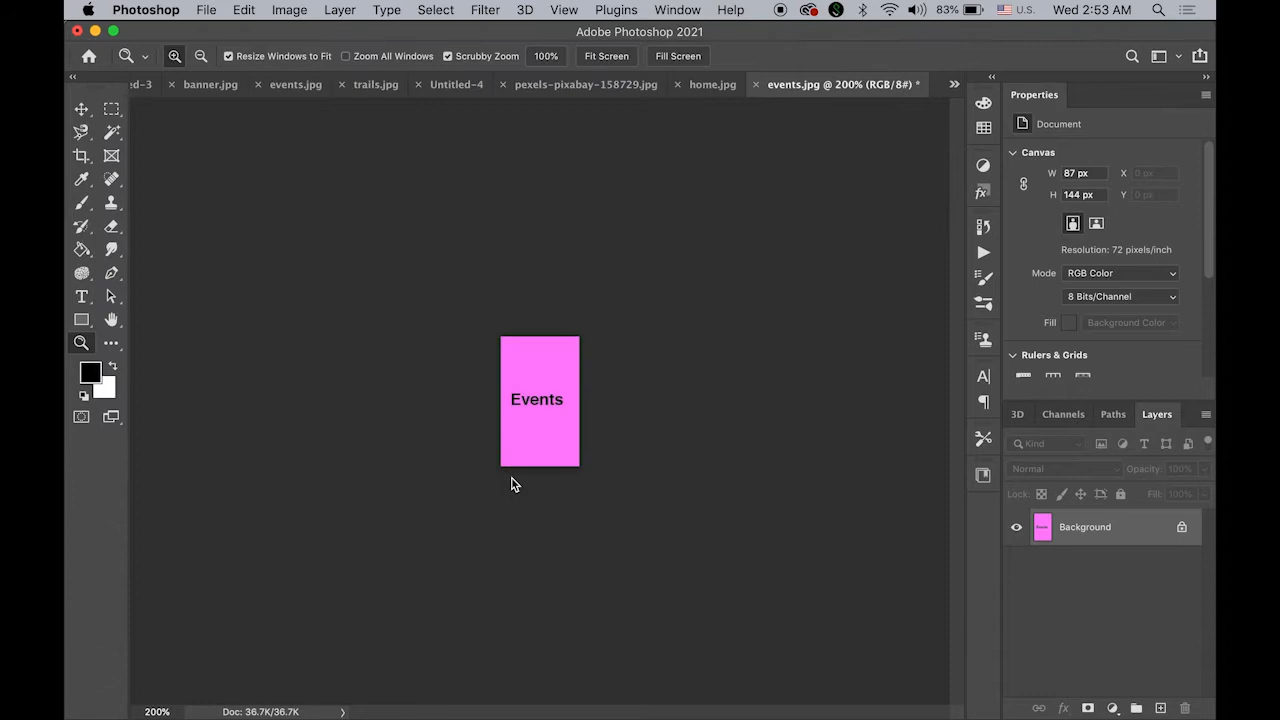 Photoshop File Edit Image Layer Type Select Filter 3D View Plugins Window Help 83% U.S. Wed 2:53 AM
Adobe Photoshop 2021
Resize Windows to Fit Zoom All Windows Scrubby Zoom 100% Fit Screen Fill Screen
ed-3 banner.jpg events.jpg trails.jpg Untitled-4 pexels-pixabay-158729.jpg home.jpg events.jpg @ 200% (RGB/8#) *
Properties
Document
Canvas
W 87 px X 0 px
H 144 px Y 0 px
Resolution: 72 pixels/inch
Mode RGB Color
8 Bits/Channel
Fill Background Color
Rulers & Grids
Events
3D Channels Paths Layers
Kind
Normal Opacity: 100%
Lock: Fill: 100%
Background
200% Doc: 36.7K/36.7K